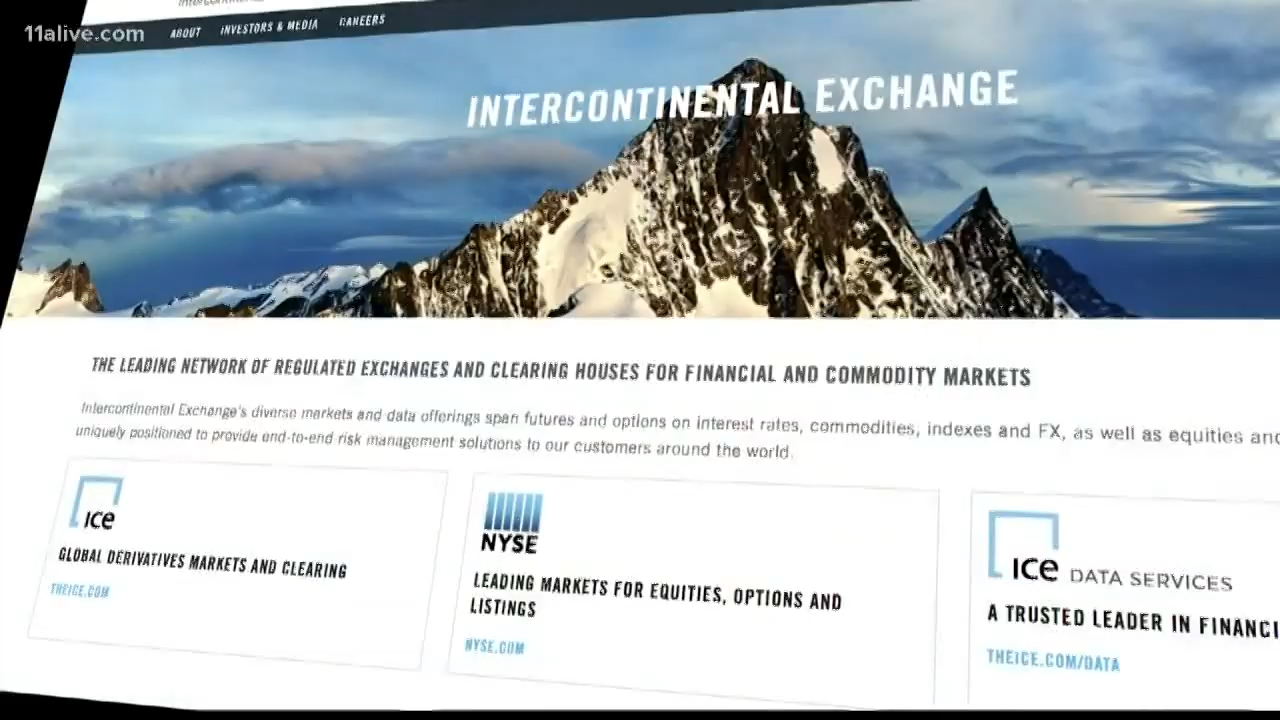 11alive.com
ABOUT INVESTORS & MEDIA CAREERS
INTERCONTINENTAL EXCHANGE
THE LEADING NETWORK OF REGULATED EXCHANGES AND CLEARING HOUSES FOR FINANCIAL AND COMMODITY MARKETS
Intercontinental Exchange's diverse markets and data offerings span futures and options on interest rates, commodities, indexes and FX, as well as equities and
uniquely positioned to provide end-to-end risk management solutions to our customers around the world.
ice
GLOBAL DERIVATIVES MARKETS AND CLEARING
THEICE.COM
NYSE
LEADING MARKETS FOR EQUITIES, OPTIONS AND
LISTINGS
NYSE.COM
ice DATA SERVICES
A TRUSTED LEADER IN FINANCI
THEICE.COM/DATA